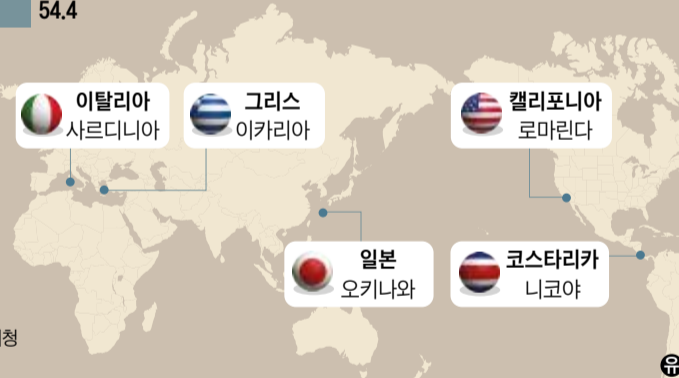 54.4
이탈리아
사르디니아
그리스
이카리아
캘리포니아
로마린다
일본
오키나와
코스타리카
니코야
청
유